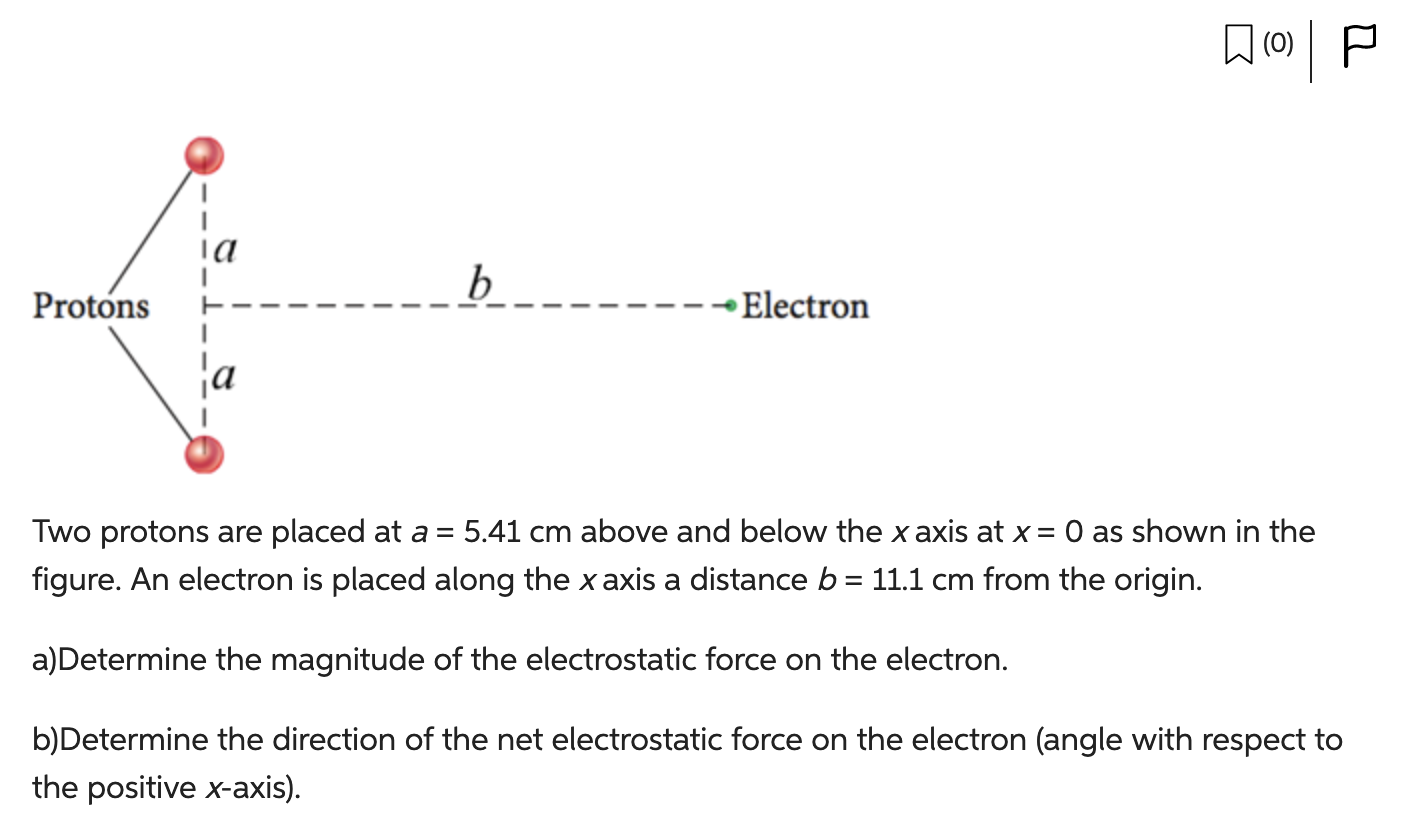 (0)
a
b
Protons
Electron
a
Two protons are placed at a = 5.41 cm above and below the x axis at x = 0 as shown in the
figure. An electron is placed along the x axis a distance b = 11.1 cm from the origin.
a)Determine the magnitude of the electrostatic force on the electron.
b)Determine the direction of the net electrostatic force on the electron (angle with respect to
the positive x-axis).